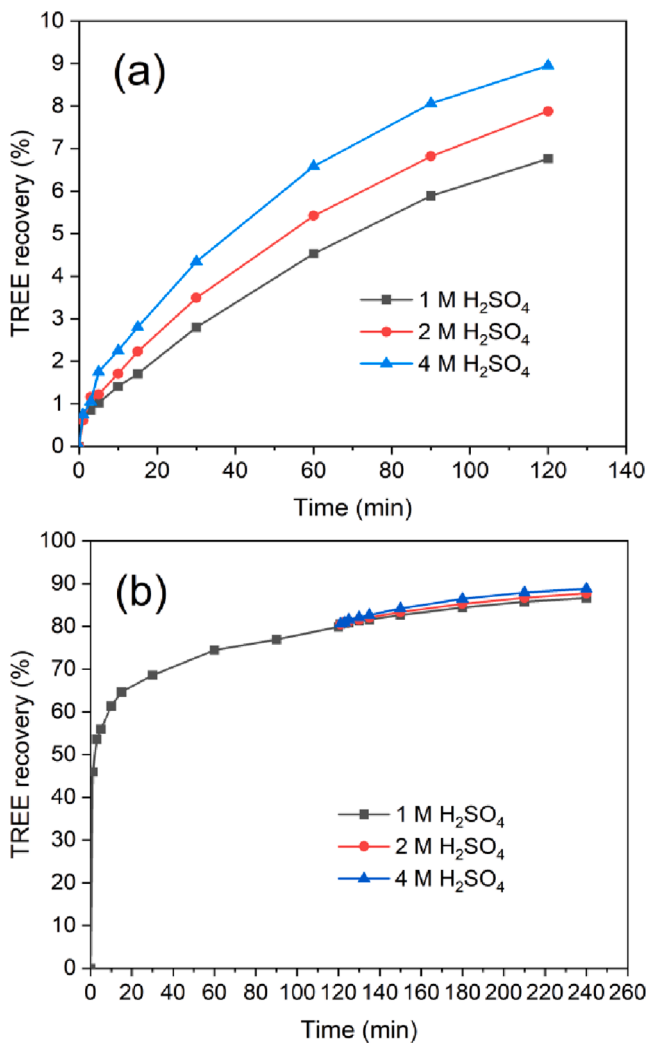 (a)
TREE recovery (%)
10
9
8
7
6
5
4
3
2
1
0
1 M H₂SO₄
2 M H₂SO₄
4 M H₂SO₄
0 20 40 60 80 100 120 140
Time (min)
(b)
TREE recovery (%)
100
90
80
70
60
50
40
30
20
10
0
1 M H₂SO₄
2 M H₂SO₄
4 M H₂SO₄
0 20 40 60 80 100 120 140 160 180 200 220 240 260
Time (min)